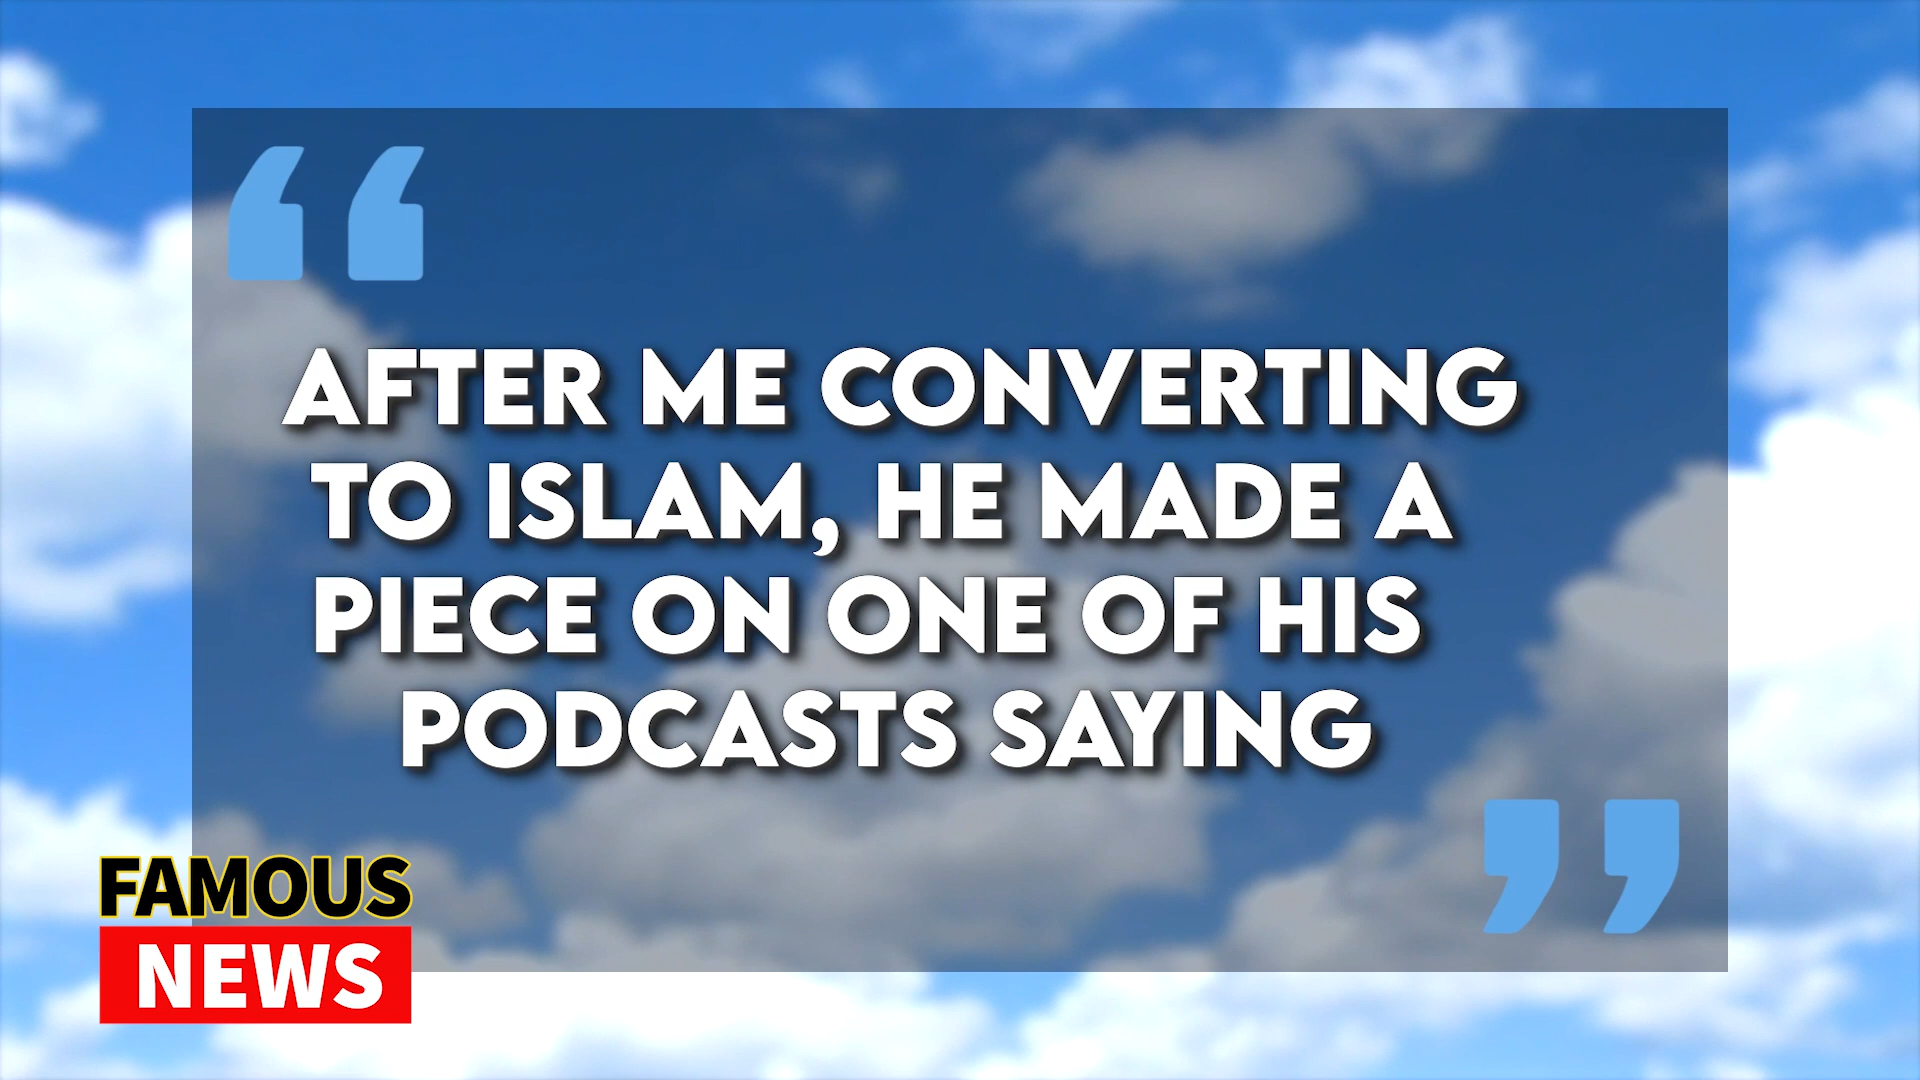 “
AFTER ME CONVERTING
TO ISLAM, HE MADE A
PIECE ON ONE OF HIS
PODCASTS SAYING
”
FAMOUS
NEWS